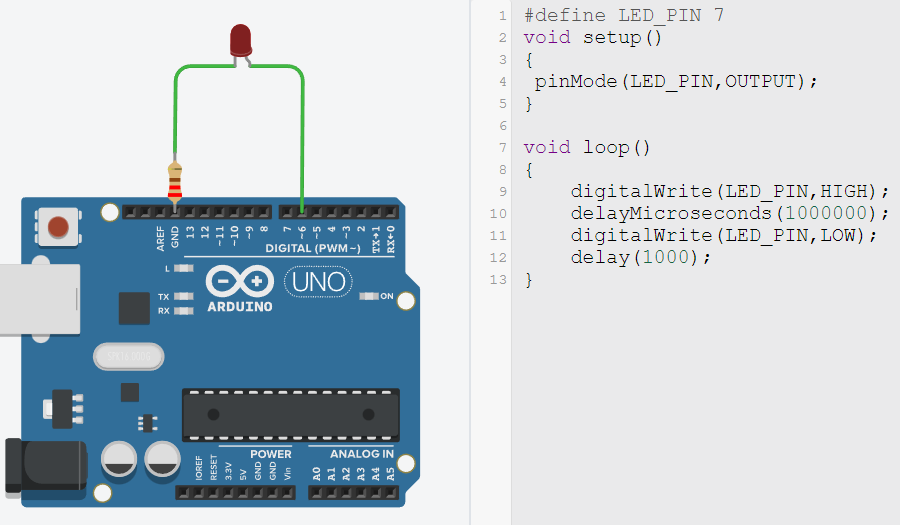 AREF
GND
13
12
~11
~10
~9
8
7
~6
~5
4
~3
2
TX→1
RX←0
DIGITAL (PWM~)
L
TX
RX
ARDUINO
UNO
ON
POWER
ANALOG IN
IOREF
RESET
3.3V
5V
GND
GND
Vin
A0
A1
A2
A3
A4
A5
1 #define LED_PIN 7
2 void setup()
3 {
4 pinMode(LED_PIN,OUTPUT);
5 }
6
7 void loop()
8 {
9 digitalWrite(LED_PIN,HIGH);
10 delayMicroseconds(1000000);
11 digitalWrite(LED_PIN,LOW);
12 delay(1000);
13 }